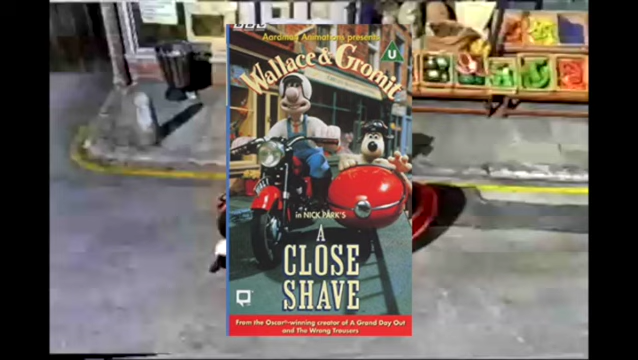 BBC
Aardman Animations presents
U
Wallace & Gromit
in NICK PARK'S
A
CLOSE
SHAVE
From the Oscar®-winning creator of A Grand Day Out
and The Wrong Trousers